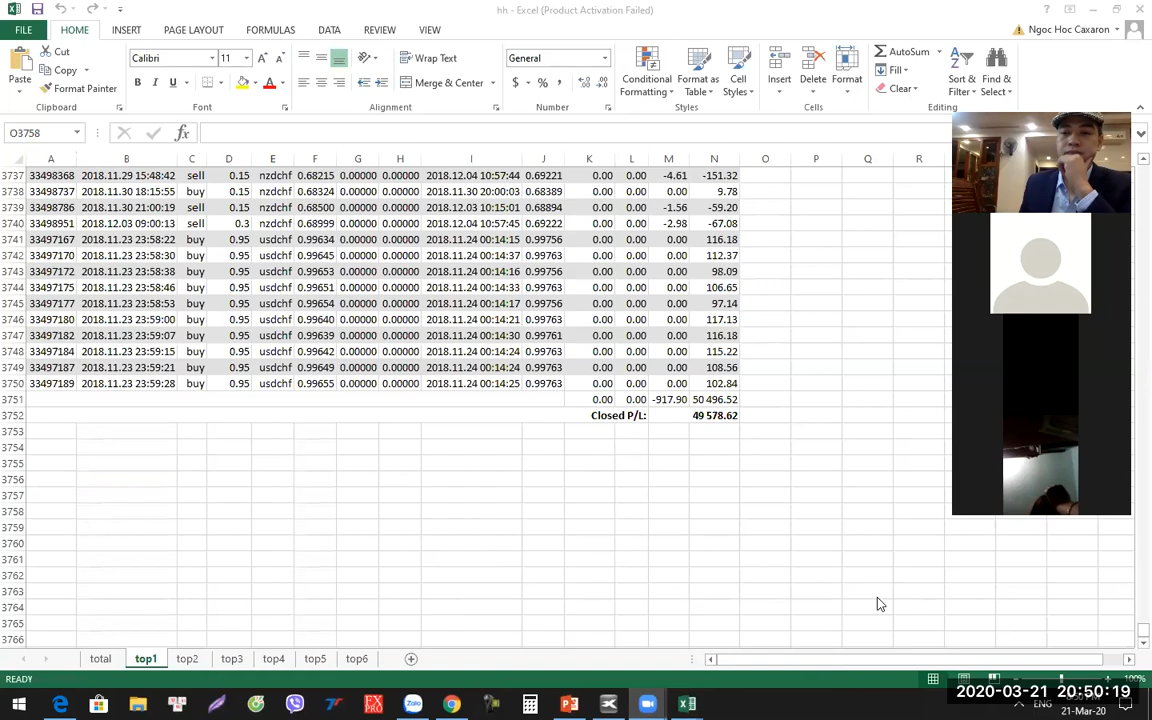 hh - Excel (Product Activation Failed)
FILE HOME INSERT PAGE LAYOUT FORMULAS DATA REVIEW VIEW Ngoc Hoc Caxaron
Cut
Copy
Format Painter
Paste
Clipboard
Calibri 11
B I U
Font
Wrap Text
Merge & Center
Alignment
General
$ % ,
Number
Conditional Formatting
Format as Table
Cell Styles
Styles
Insert Delete Format
Cells
AutoSum
Fill
Clear
Sort & Filter
Find & Select
Editing
O3758 fx
A B C D E F G H I J K L M N O P Q R
3737 33498368 2018.11.29 15:48:42 sell 0.15 nzdchf 0.68215 0.00000 0.00000 2018.12.04 10:57:44 0.69221 0.00 0.00 -4.61 -151.32
3738 33498737 2018.11.30 18:15:55 buy 0.15 nzdchf 0.68324 0.00000 0.00000 2018.11.30 20:00:03 0.68389 0.00 0.00 0.00 9.78
3739 33498786 2018.11.30 21:00:19 sell 0.15 nzdchf 0.68500 0.00000 0.00000 2018.12.03 10:15:01 0.68894 0.00 0.00 -1.56 -59.20
3740 33498951 2018.12.03 09:00:13 sell 0.3 nzdchf 0.68999 0.00000 0.00000 2018.12.04 10:57:45 0.69222 0.00 0.00 -2.98 -67.08
3741 33497167 2018.11.23 23:58:22 buy 0.95 usdchf 0.99634 0.00000 0.00000 2018.11.24 00:14:15 0.99756 0.00 0.00 0.00 116.18
3742 33497170 2018.11.23 23:58:30 buy 0.95 usdchf 0.99645 0.00000 0.00000 2018.11.24 00:14:37 0.99763 0.00 0.00 0.00 112.37
3743 33497172 2018.11.23 23:58:38 buy 0.95 usdchf 0.99653 0.00000 0.00000 2018.11.24 00:14:16 0.99756 0.00 0.00 0.00 98.09
3744 33497175 2018.11.23 23:58:46 buy 0.95 usdchf 0.99651 0.00000 0.00000 2018.11.24 00:14:33 0.99763 0.00 0.00 0.00 106.65
3745 33497177 2018.11.23 23:58:53 buy 0.95 usdchf 0.99654 0.00000 0.00000 2018.11.24 00:14:17 0.99756 0.00 0.00 0.00 97.14
3746 33497180 2018.11.23 23:59:00 buy 0.95 usdchf 0.99640 0.00000 0.00000 2018.11.24 00:14:21 0.99763 0.00 0.00 0.00 117.13
3747 33497182 2018.11.23 23:59:07 buy 0.95 usdchf 0.99639 0.00000 0.00000 2018.11.24 00:14:30 0.99761 0.00 0.00 0.00 116.18
3748 33497184 2018.11.23 23:59:15 buy 0.95 usdchf 0.99642 0.00000 0.00000 2018.11.24 00:14:24 0.99763 0.00 0.00 0.00 115.22
3749 33497187 2018.11.23 23:59:21 buy 0.95 usdchf 0.99649 0.00000 0.00000 2018.11.24 00:14:24 0.99763 0.00 0.00 0.00 108.56
3750 33497189 2018.11.23 23:59:28 buy 0.95 usdchf 0.99655 0.00000 0.00000 2018.11.24 00:14:25 0.99763 0.00 0.00 0.00 102.84
3751 0.00 0.00 -917.90 50 496.52
3752 Closed P/L: 49 578.62
3753
3754
3755
3756
3757
3758
3759
3760
3761
3762
3763
3764
3765
3766
total top1 top2 top3 top4 top5 top6
READY 100%
2020-03-21 20:50:19
FX PRO Zalo ENG 21-Mar-20